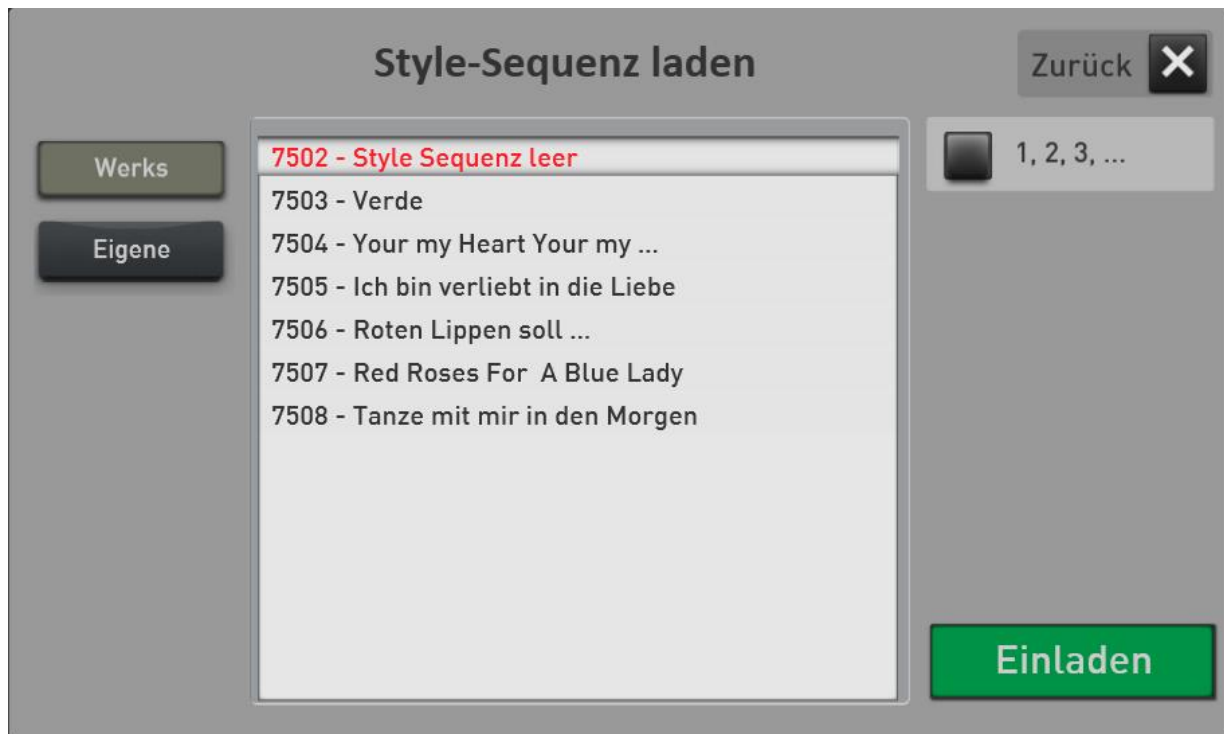 Style-Sequenz laden
Zurück
Werks
Eigene
7502 - Style Sequenz leer
7503 - Verde
7504 - Your my Heart Your my ...
7505 - Ich bin verliebt in die Liebe
7506 - Roten Lippen soll ...
7507 - Red Roses For  A Blue Lady
7508 - Tanze mit mir in den Morgen
1, 2, 3, ...
Einladen